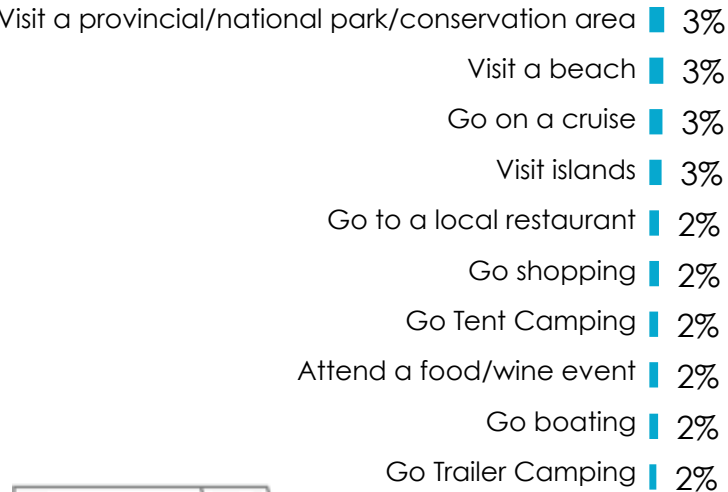 Visit a provincial/national park/conservation area 3%
Visit a beach 3%
Go on a cruise 3%
Visit islands 3%
Go to a local restaurant 2%
Go shopping 2%
Go Tent Camping 2%
Attend a food/wine event 2%
Go boating 2%
Go Trailer Camping 2%